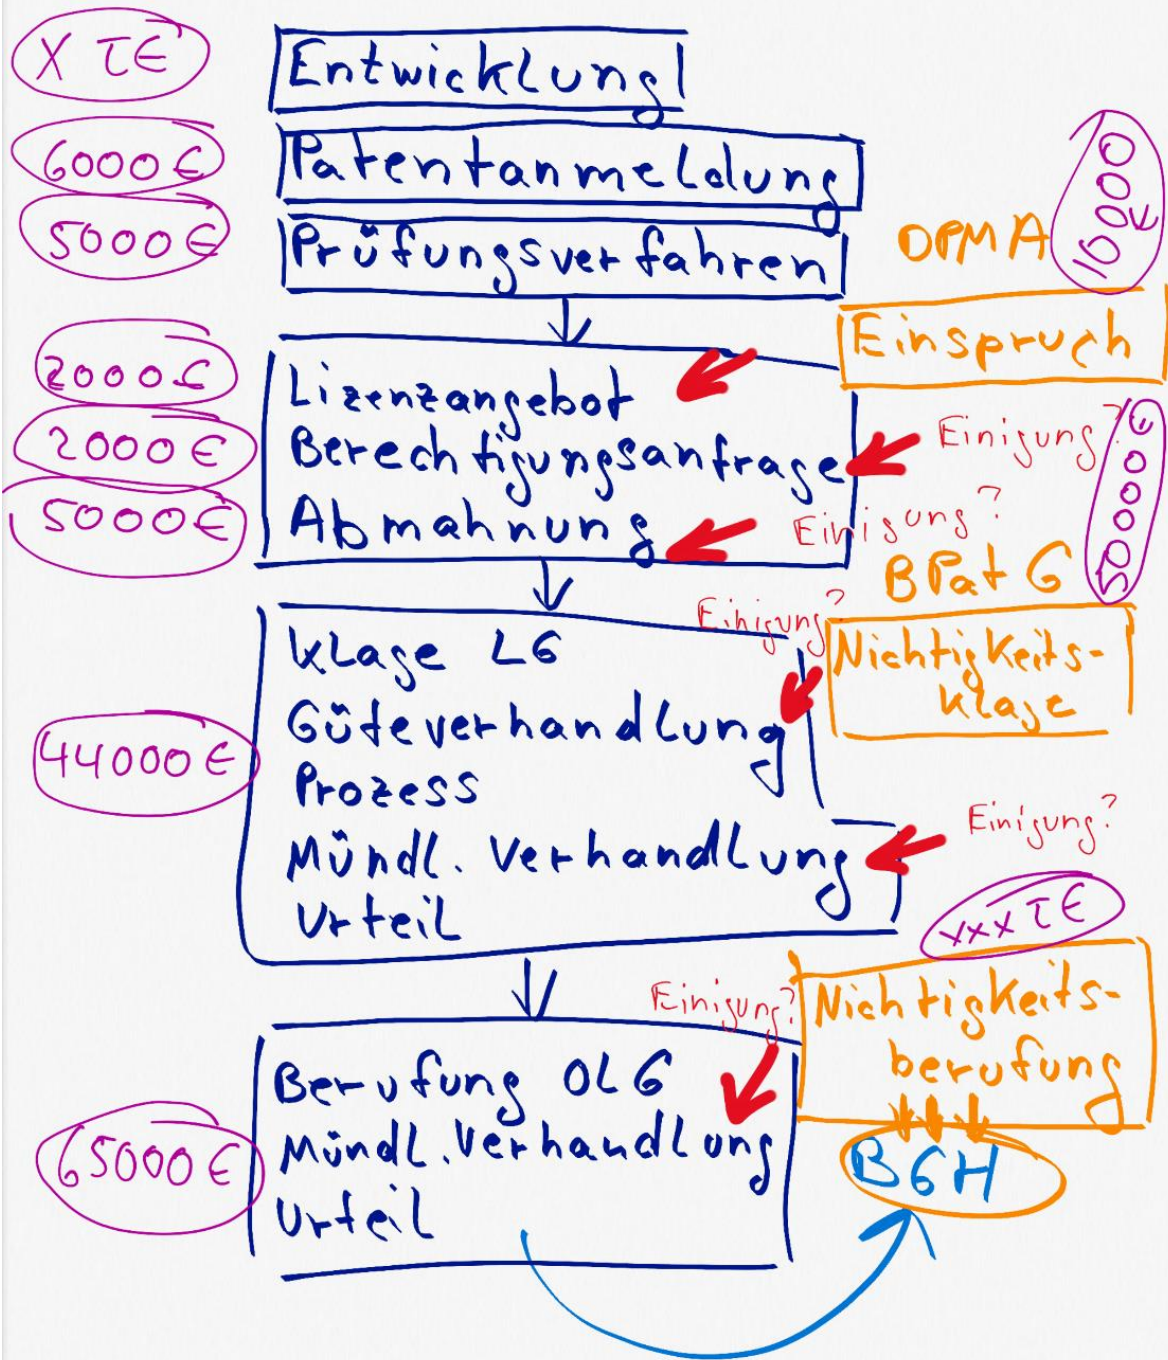 X T€
Entwicklung
6000 €
Patentanmeldung
5000 €
Prüfungsverfahren
DPMA
10000 €
Einspruch
2000 €
Lizenzangebot
2000 €
Berechtigungsanfrage
Einigung?
5000 €
Abmahnung
Einigung?
50000 €
BPatG
Einigung?
Nichtigkeits-
klage
Klage LG
Güteverhandlung
44000 €
Prozess
Mündl. Verhandlung
Einigung?
Urteil
xxx T€
Einigung?
Nichtigkeits-
berufung
Berufung OLG
65000 €
Mündl. Verhandlung
Urteil
BGH